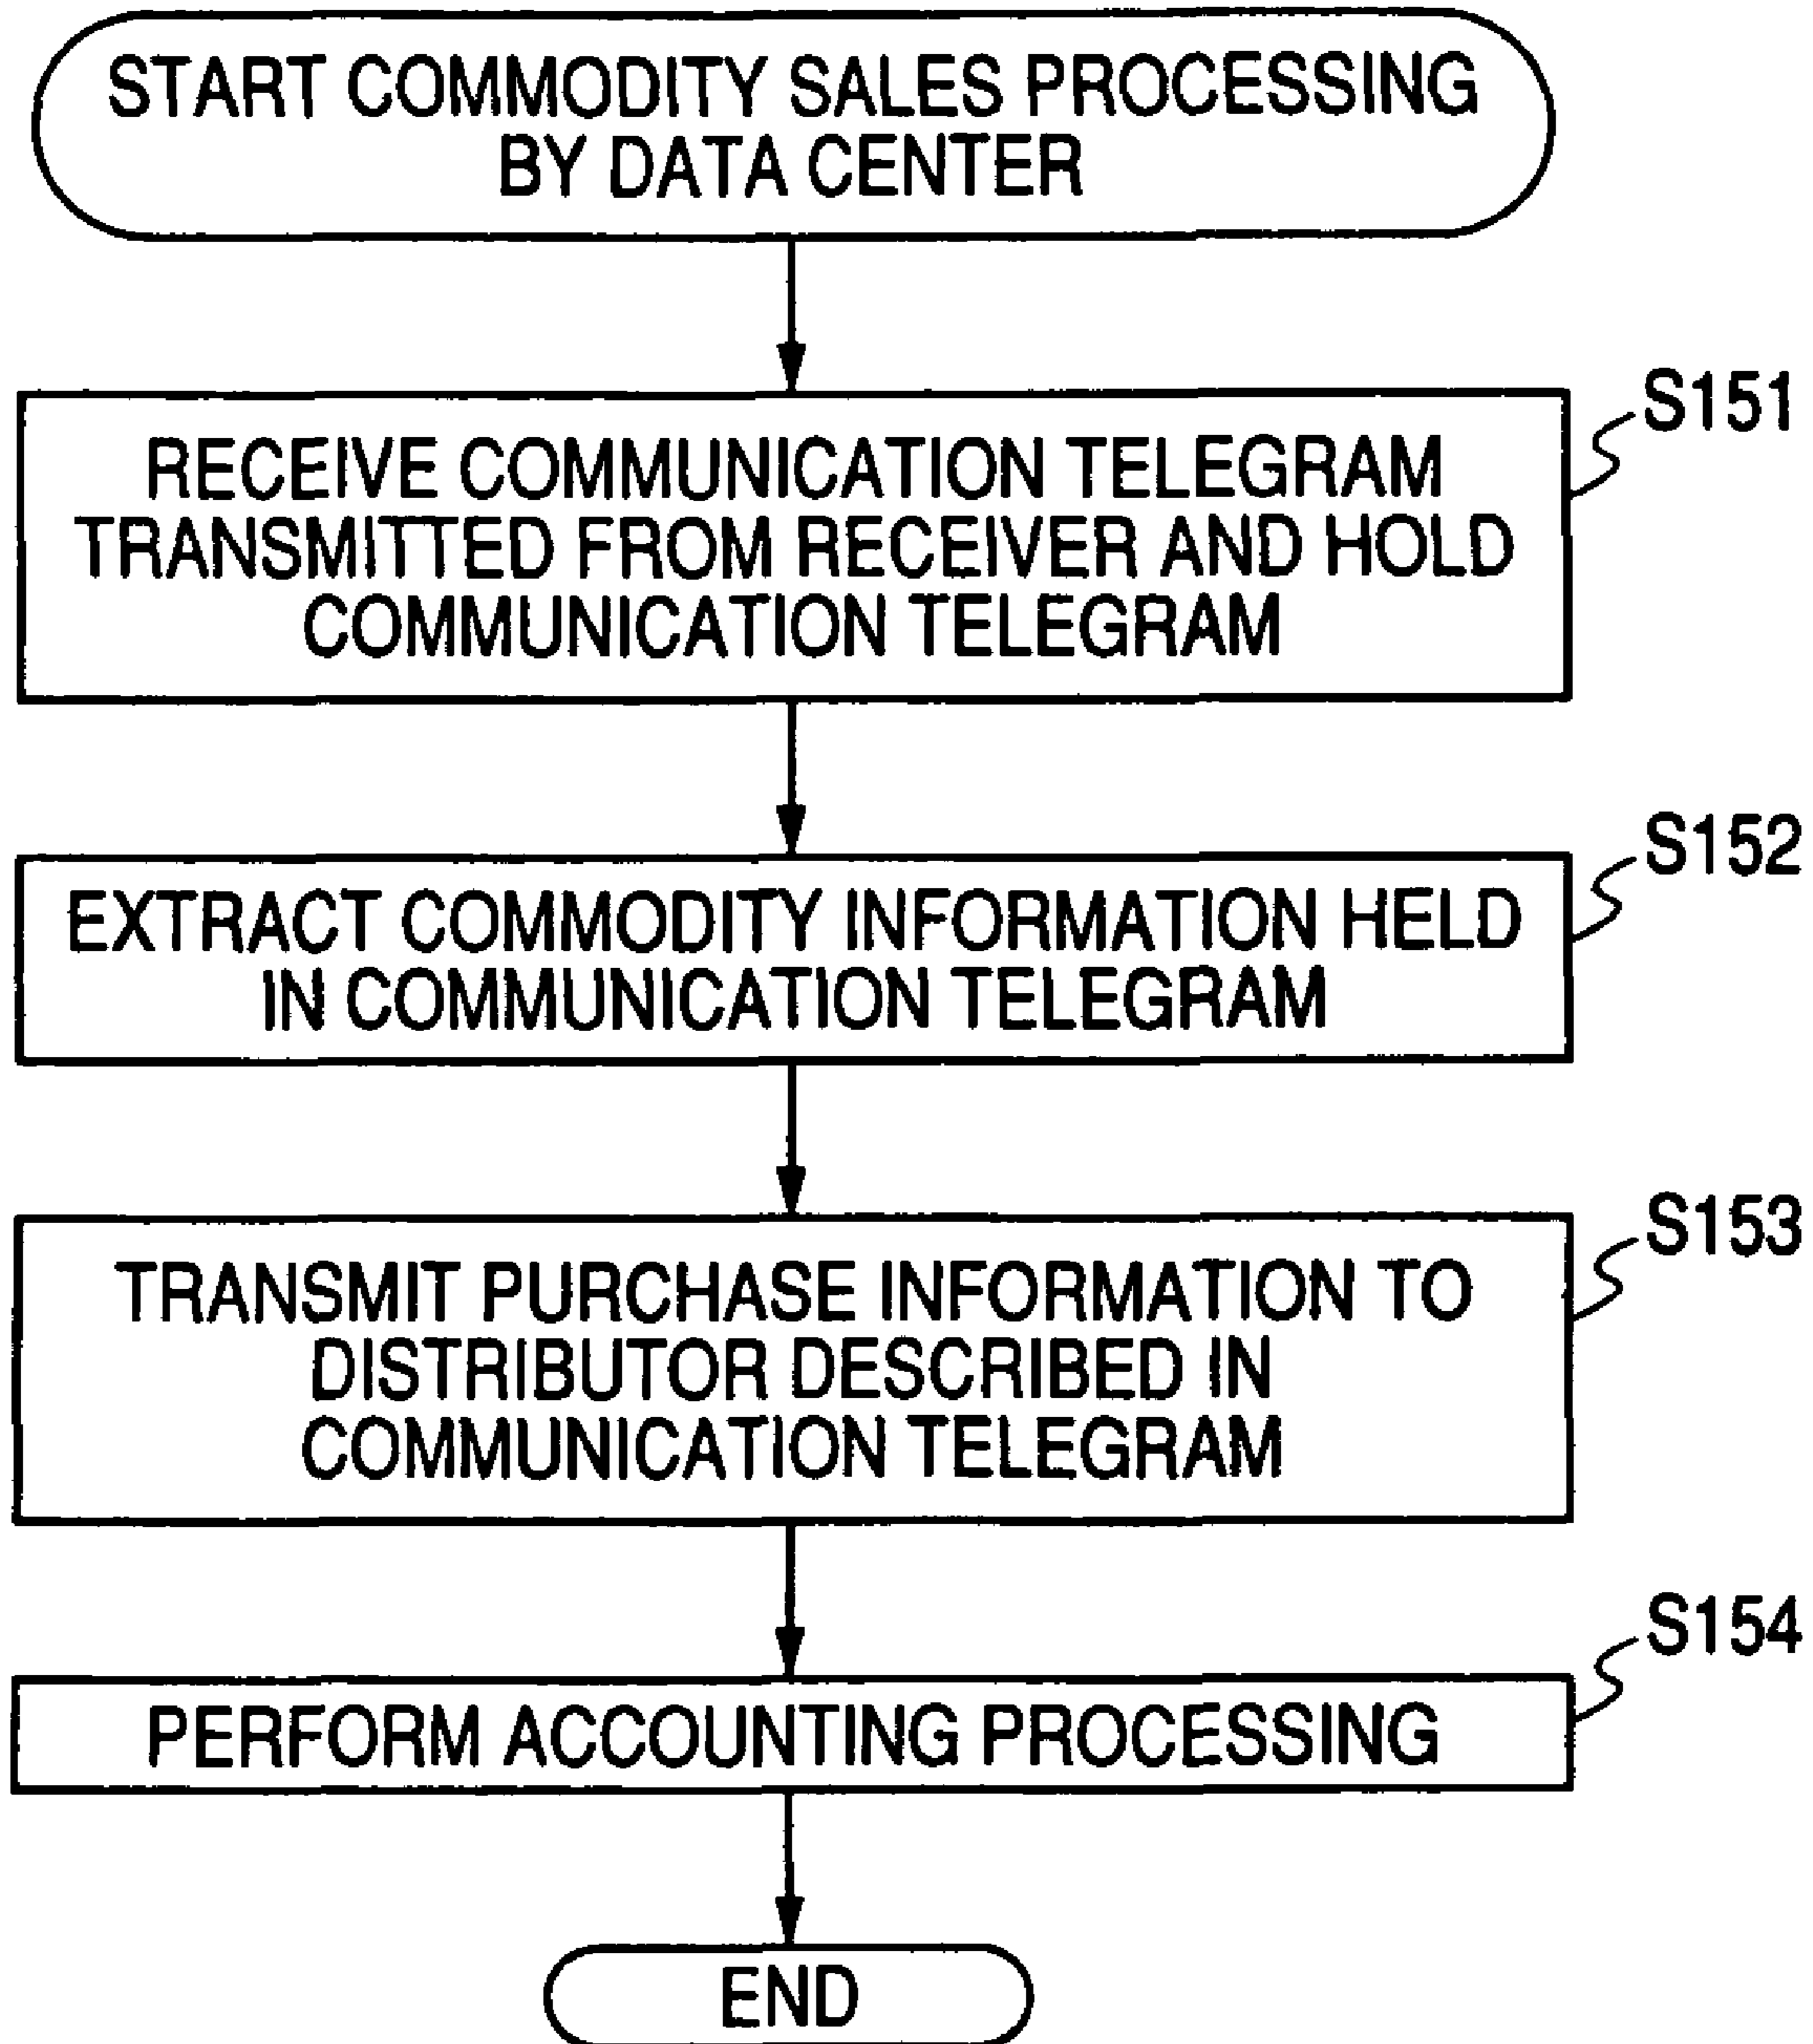 START COMMODITY SALES PROCESSING
BY DATA CENTER
S151
RECEIVE COMMUNICATION TELEGRAM
TRANSMITTED FROM RECEIVER AND HOLD
COMMUNICATION TELEGRAM
S152
EXTRACT COMMODITY INFORMATION HELD
IN COMMUNICATION TELEGRAM
S153
TRANSMIT PURCHASE INFORMATION TO
DISTRIBUTOR DESCRIBED IN
COMMUNICATION TELEGRAM
S154
PERFORM ACCOUNTING PROCESSING
END